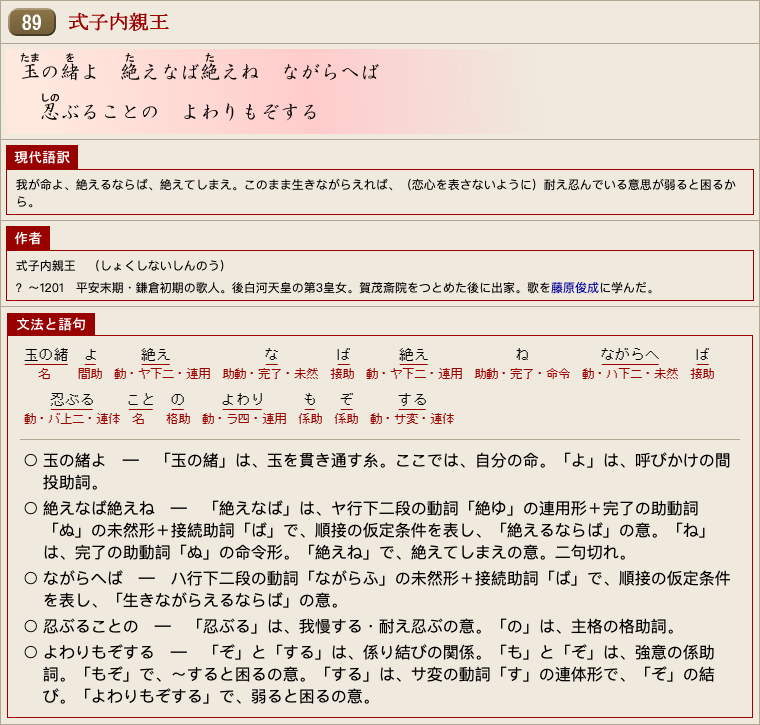 89 式子内親王
たま を た た
玉の緒よ 絶えなば絶えね ながらへば
しの
忍ぶることの よわりもぞする
現代語訳
我が命よ、絶えるならば、絶えてしまえ。このまま生きながらえれば、（恋心を表さないように）耐え忍んでいる意思が弱ると困るか
ら。
作者
式子内親王 （しょくしないしんのう）
？～1201 平安末期・鎌倉初期の歌人。後白河天皇の第3皇女。賀茂斎院をつとめた後に出家。歌を藤原俊成に学んだ。
文法と語句
玉の緒 よ 絶え な ば 絶え ね ながらへ ば
名 間助 動・ヤ下二・連用 助動・完了・未然 接助 動・ヤ下二・連用 助動・完了・命令 動・ハ下二・未然 接助
忍ぶる こと の よわり も ぞ する
動・バ上二・連体 名 格助 動・ラ四・連用 係助 係助 動・サ変・連体
○ 玉の緒よ ― 「玉の緒」は、玉を貫き通す糸。ここでは、自分の命。「よ」は、呼びかけの間
投助詞。
○ 絶えなば絶えね ― 「絶えなば」は、ヤ行下二段の動詞「絶ゆ」の連用形＋完了の助動詞
「ぬ」の未然形＋接続助詞「ば」で、順接の仮定条件を表し、「絶えるならば」の意。「ね」
は、完了の助動詞「ぬ」の命令形。「絶えね」で、絶えてしまえの意。二句切れ。
○ ながらへば ― ハ行下二段の動詞「ながらふ」の未然形＋接続助詞「ば」で、順接の仮定条件
を表し、「生きながらえるならば」の意。
○ 忍ぶることの ― 「忍ぶる」は、我慢する・耐え忍ぶの意。「の」は、主格の格助詞。
○ よわりもぞする ― 「ぞ」と「する」は、係り結びの関係。「も」と「ぞ」は、強意の係助
詞。「もぞ」で、～すると困るの意。「する」は、サ変の動詞「す」の連体形で、「ぞ」の結
び。「よわりもぞする」で、弱ると困るの意。